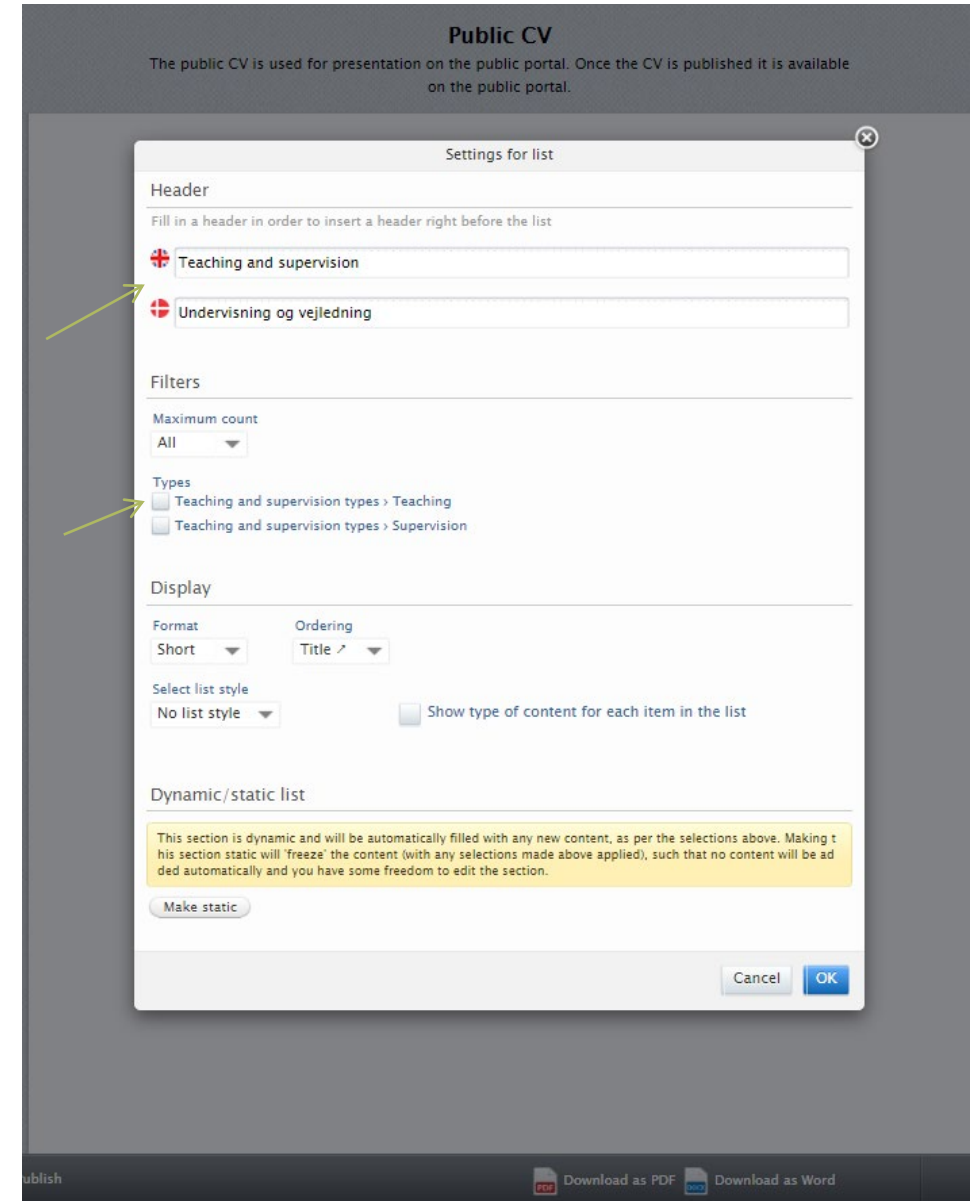 Public CV
The public CV is used for presentation on the public portal. Once the CV is published it is available
on the public portal.
Settings for list
Header
Fill in a header in order to insert a header right before the list
Teaching and supervision
Undervisning og vejledning
Filters
Maximum count
All
Types
Teaching and supervision types › Teaching
Teaching and supervision types › Supervision
Display
Format Ordering
Short Title ↗
Select list style
No list style Show type of content for each item in the list
Dynamic/static list
This section is dynamic and will be automatically filled with any new content, as per the selections above. Making t
his section static will 'freeze' the content (with any selections made above applied), such that no content will be ad
ded automatically and you have some freedom to edit the section.
Make static
Cancel OK
ublish PDF Download as PDF DOCX Download as Word